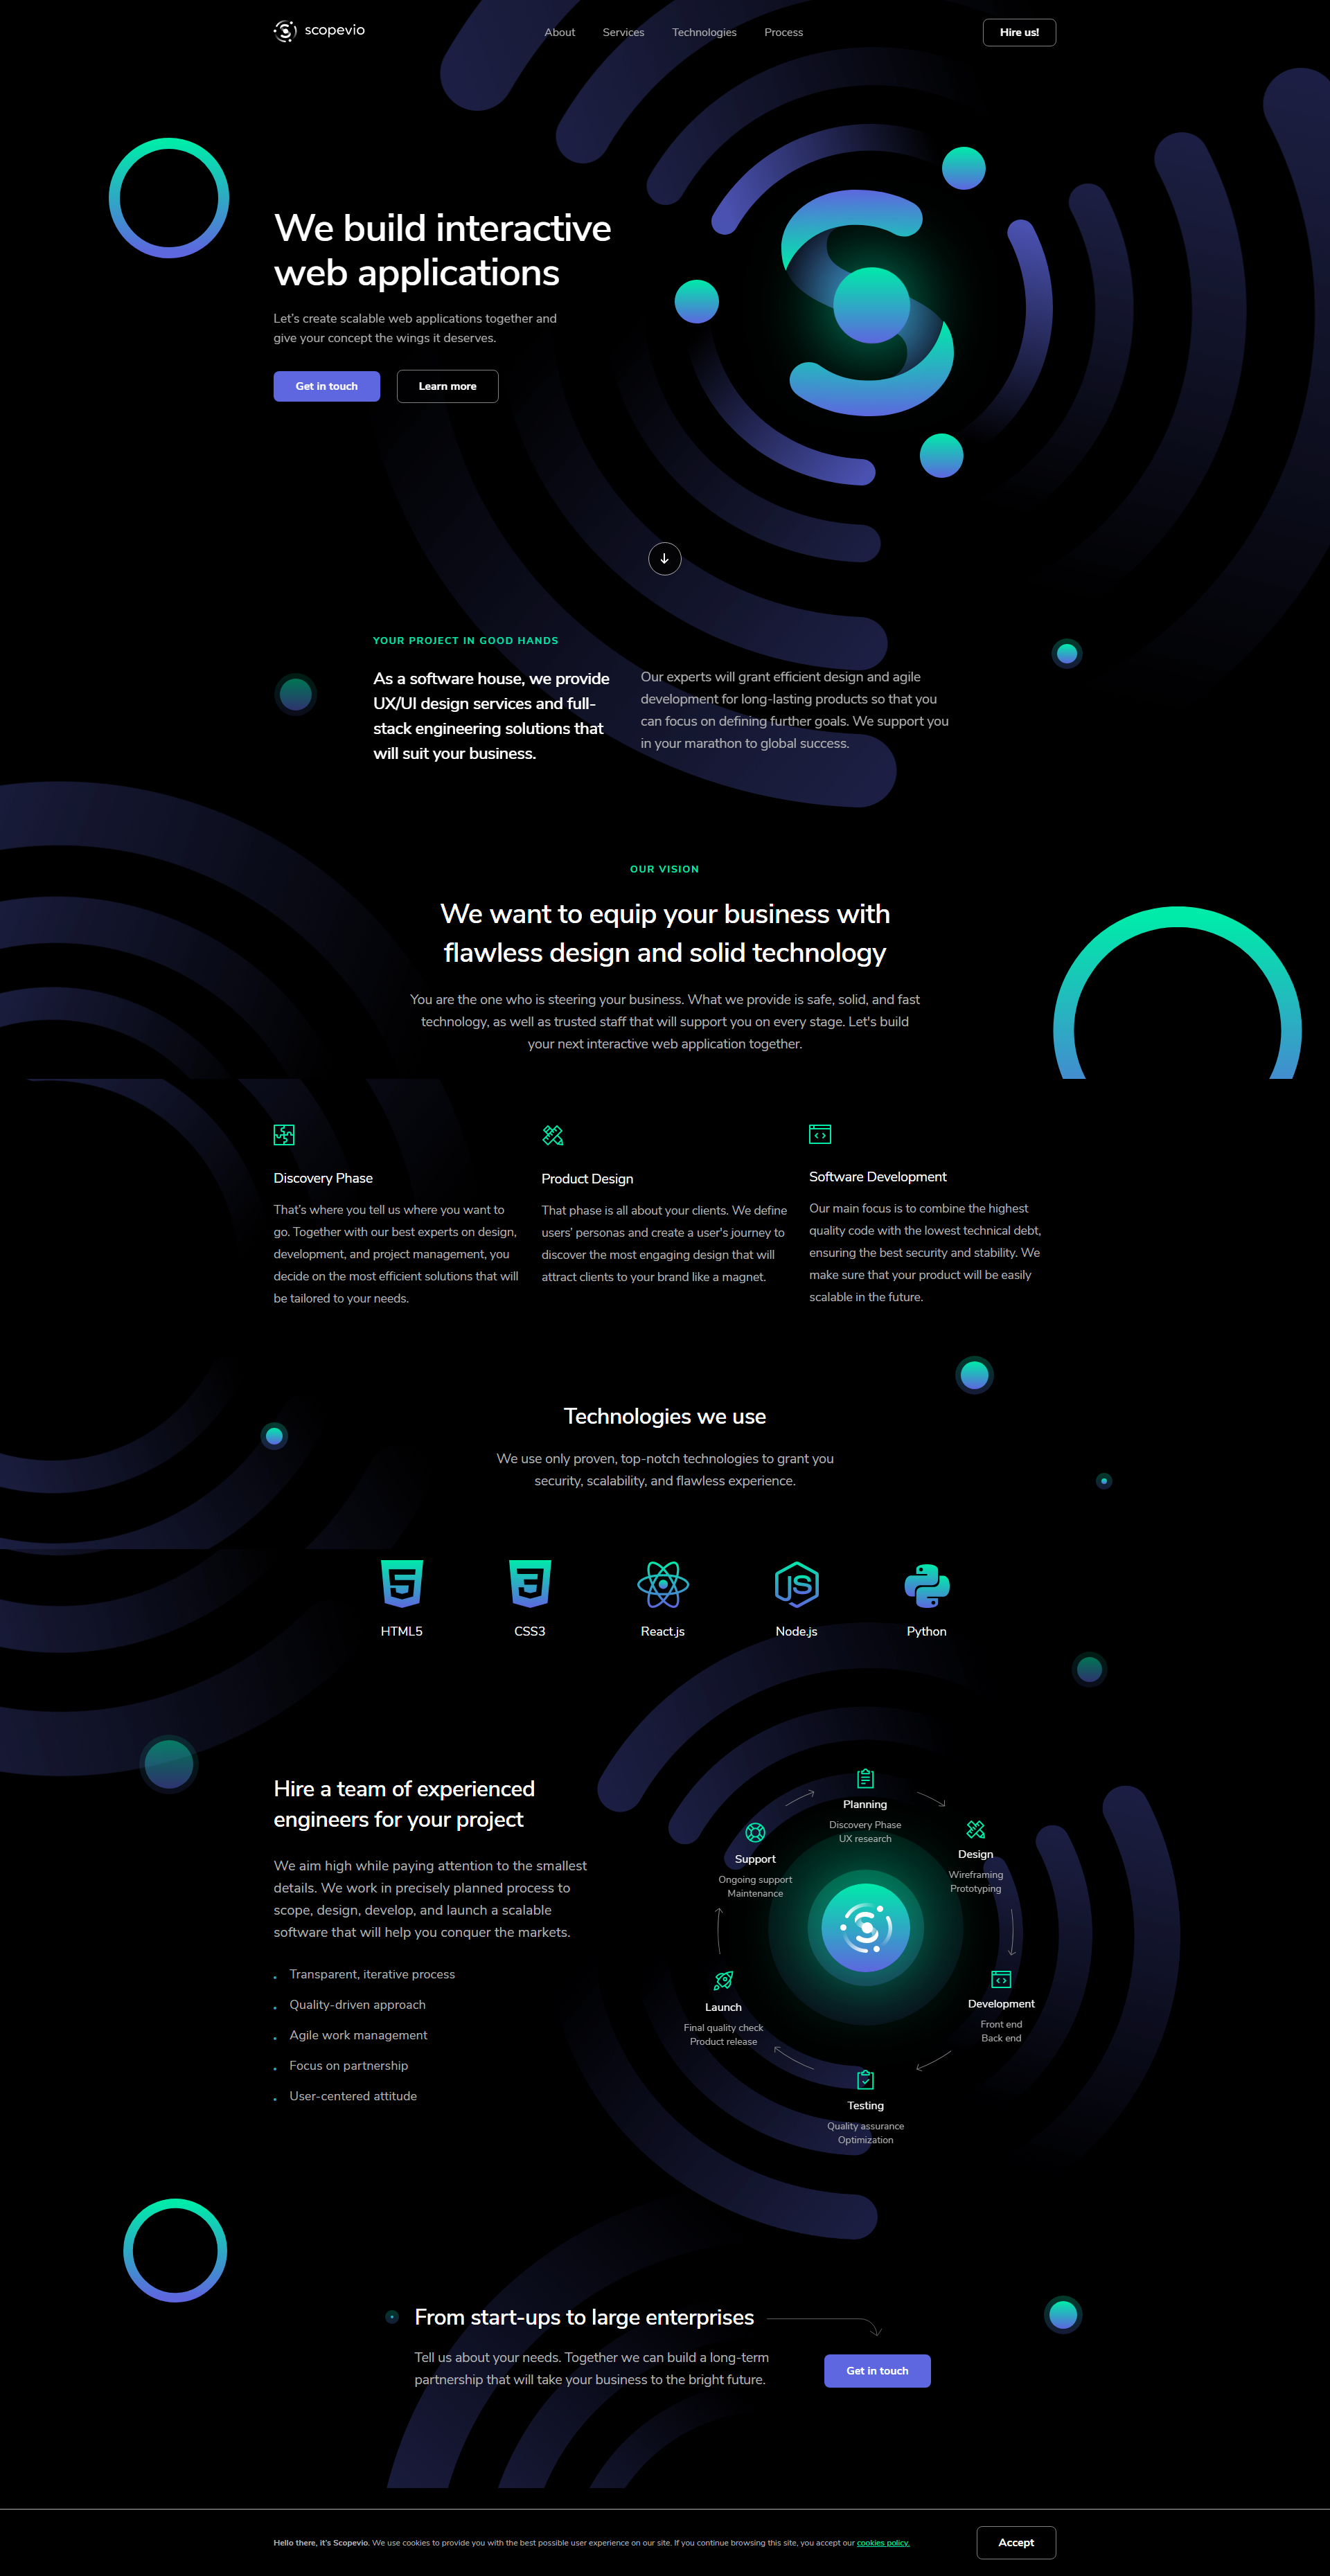 scopevio
About
Services
Technologies
Process
Hire us!
We build interactive
web applications
Let's create scalable web applications together and
give your concept the wings it deserves.
Get in touch
Learn more
YOUR PROJECT IN GOOD HANDS
As a software house, we provide
UX/UI design services and full-
stack engineering solutions that
will suit your business.
Our experts will grant efficient design and agile
development for long-lasting products so that you
can focus on defining further goals. We support you
in your marathon to global success.
OUR VISION
We want to equip your business with
flawless design and solid technology
You are the one who is steering your business. What we provide is safe, solid, and fast
technology, as well as trusted staff that will support you on every stage. Let's build
your next interactive web application together.
Discovery Phase
That's where you tell us where you want to
go. Together with our best experts on design,
development, and project management, you
decide on the most efficient solutions that will
be tailored to your needs.
Product Design
That phase is all about your clients. We define
users' personas and create a user's journey to
discover the most engaging design that will
attract clients to your brand like a magnet.
Software Development
Our main focus is to combine the highest
quality code with the lowest technical debt,
ensuring the best security and stability. We
make sure that your product will be easily
scalable in the future.
Technologies we use
We use only proven, top-notch technologies to grant you
security, scalability, and flawless experience.
HTML5
CSS3
React.js
JS
Node.js
Python
Hire a team of experienced
engineers for your project
We aim high while paying attention to the smallest
details. We work in precisely planned process to
scope, design, develop, and launch a scalable
software that will help you conquer the markets.
Transparent, iterative process
Quality-driven approach
Agile work management
Focus on partnership
User-centered attitude
Planning
Discovery Phase
UX research
Design
Wireframing
Prototyping
Development
Front end
Back end
Testing
Quality assurance
Optimization
Launch
Final quality check
Product release
Support
Ongoing support
Maintenance
From start-ups to large enterprises
Tell us about your needs. Together we can build a long-term
partnership that will take your business to the bright future.
Get in touch
Hello there, it's Scopevio. We use cookies to provide you with the best possible user experience on our site. If you continue browsing this site, you accept our cookies policy.
Accept